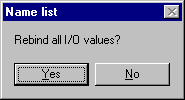 Name list
Rebind all I/O values?
Yes
No